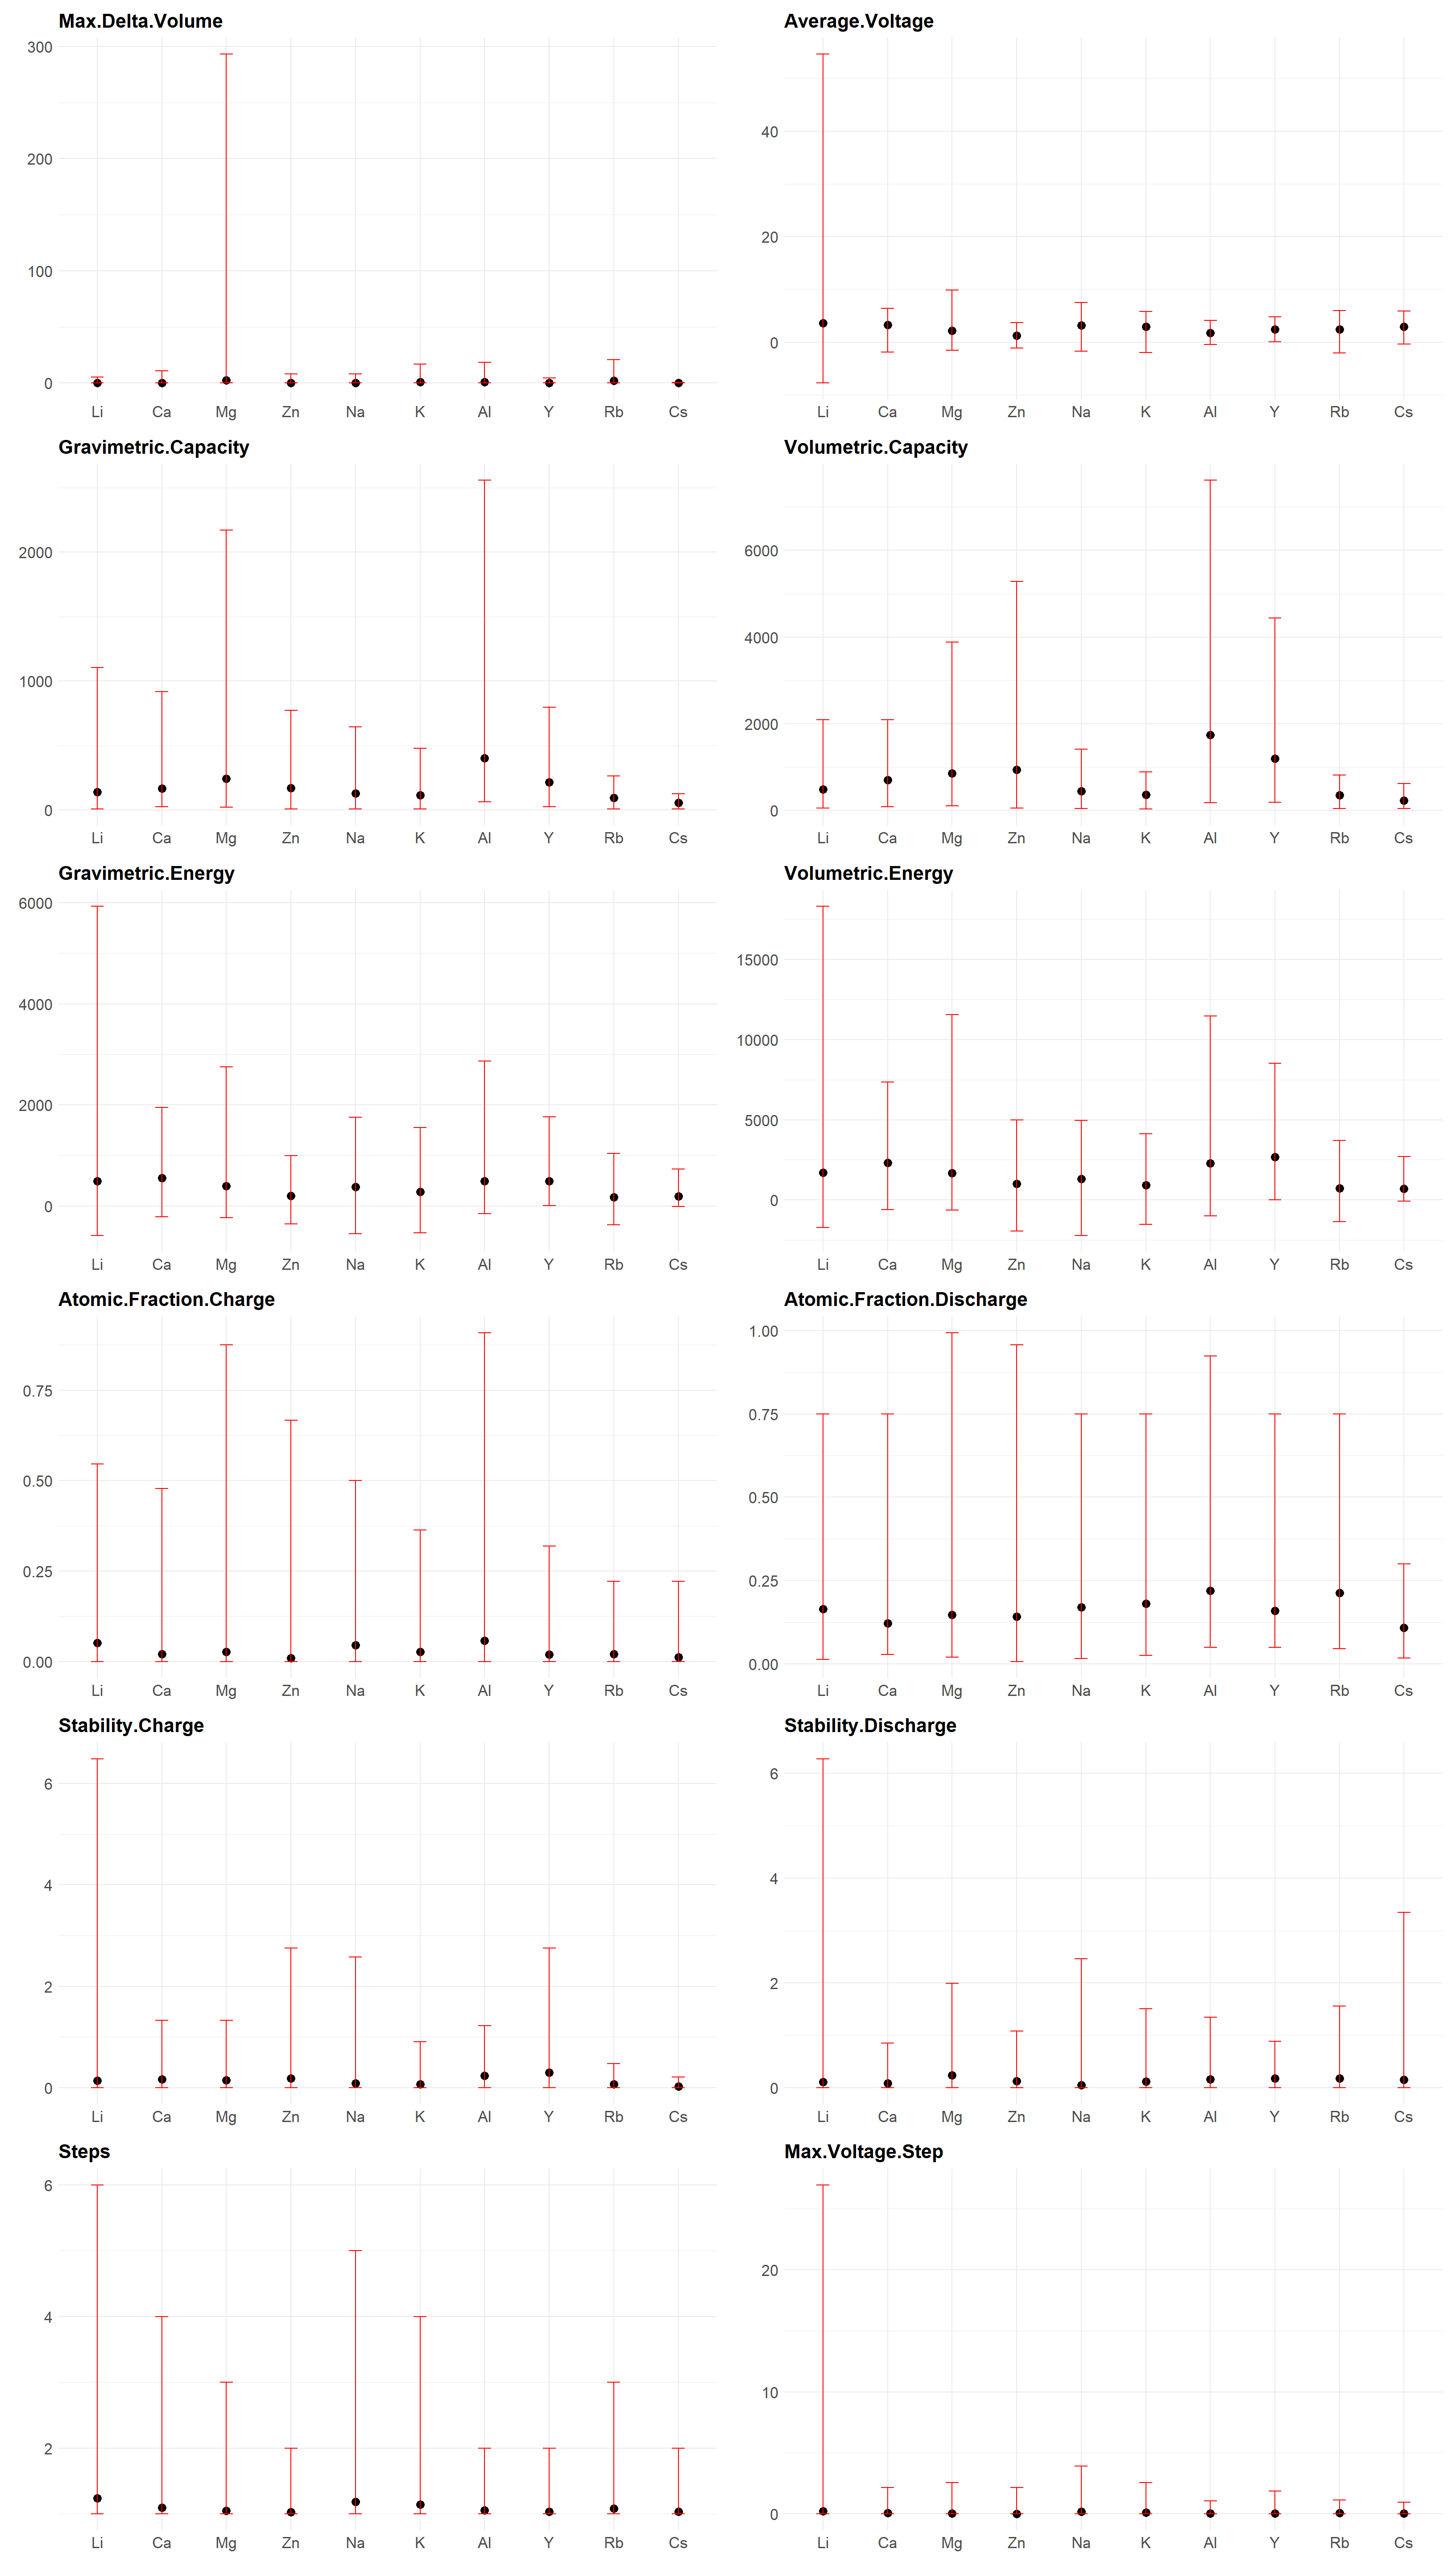 Max.Delta.Volume
300
200
100
0
Li Ca Mg Zn Na K Al Y Rb Cs
Average.Voltage
40
20
0
Li Ca Mg Zn Na K Al Y Rb Cs
Gravimetric.Capacity
2000
1000
0
Li Ca Mg Zn Na K Al Y Rb Cs
Volumetric.Capacity
6000
4000
2000
0
Li Ca Mg Zn Na K Al Y Rb Cs
Gravimetric.Energy
6000
4000
2000
0
Li Ca Mg Zn Na K Al Y Rb Cs
Volumetric.Energy
15000
10000
5000
0
Li Ca Mg Zn Na K Al Y Rb Cs
Atomic.Fraction.Charge
0.75
0.50
0.25
0.00
Li Ca Mg Zn Na K Al Y Rb Cs
Atomic.Fraction.Discharge
1.00
0.75
0.50
0.25
0.00
Li Ca Mg Zn Na K Al Y Rb Cs
Stability.Charge
6
4
2
0
Li Ca Mg Zn Na K Al Y Rb Cs
Stability.Discharge
6
4
2
0
Li Ca Mg Zn Na K Al Y Rb Cs
Steps
6
4
2
Li Ca Mg Zn Na K Al Y Rb Cs
Max.Voltage.Step
20
10
0
Li Ca Mg Zn Na K Al Y Rb Cs